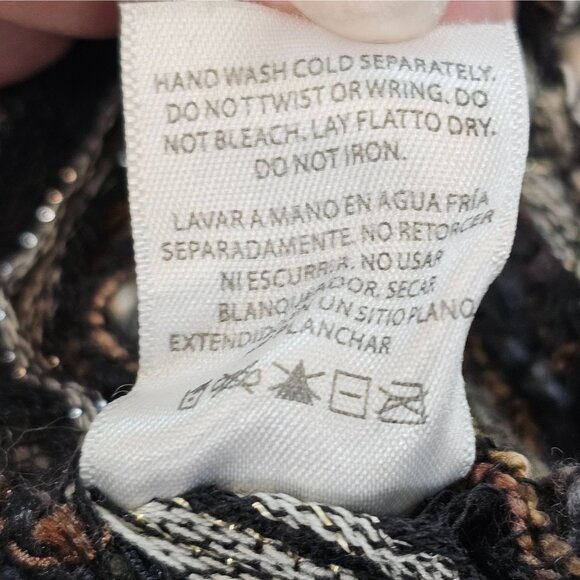 HAND WASH COLD SEPARATELY.
DO NOT TWIST OR WRING. DO
NOT BLEACH. LAY FLAT TO DRY.
DO NOT IRON.
LAVAR A MANO EN AGUA FRÍA
SEPARADAMENTE. NO RETORCER
NI ESCURRIR. NO USAR
BLANQUEADOR. SECAR
UN SITIO PLANO
EXTENDIDO PLANCHAR